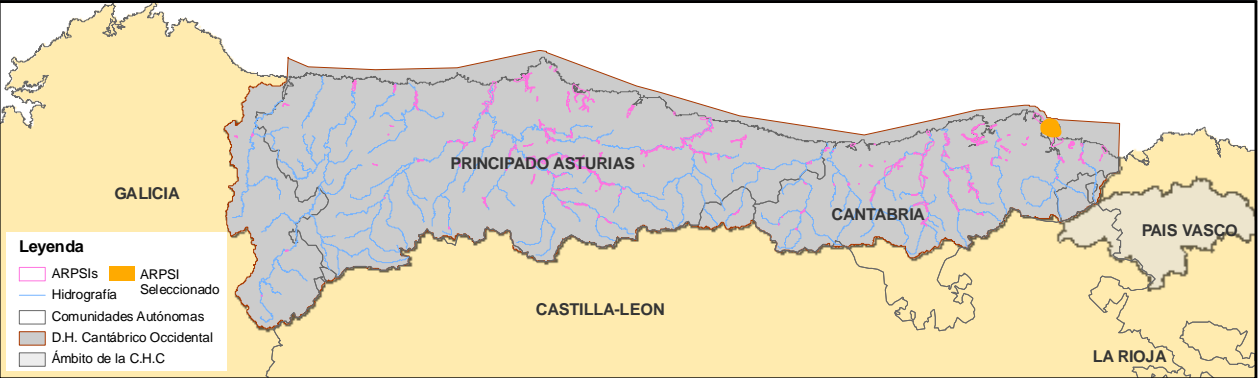 PRINCIPADO ASTURIAS
GALICIA
CANTABRIA
PAIS VASCO
CASTILLA-LEON
LA RIOJA
Leyenda
ARPSIs
ARPSI
Seleccionado
Hidrografía
Comunidades Autónomas
D.H. Cantábrico Occidental
Ámbito de la C.H.C